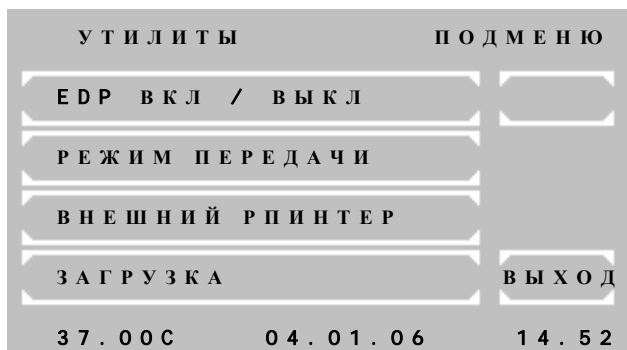 УТИЛИТЫ ПОДМЕНЮ
EDP ВКЛ / ВЫКЛ
РЕЖИМ ПЕРЕДАЧИ
ВНЕШНИЙ РПИНТЕР
ЗАГРУЗКА ВЫХОД
37.00C 04.01.06 14.52